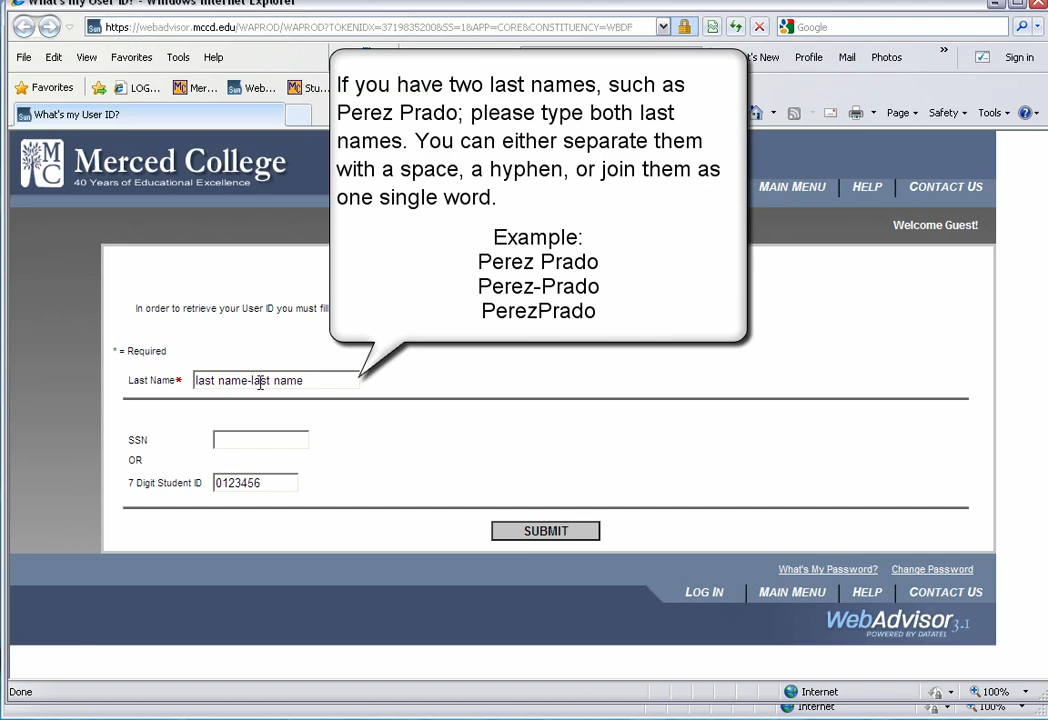 What's my User ID? - Windows Internet Explorer
https://webadvisor.mccd.edu/WAPROD/WAPROD?TOKENIDX=3719835200&SS=1&APP=CORE&CONSTITUENCY=WBDF
Google
File Edit View Favorites Tools Help
's New Profile Mail Photos » Sign in
Favorites LOG... Mer... Web... Stu...
What's my User ID?
Page Safety Tools
MC Merced College
40 Years of Educational Excellence
MAIN MENU HELP CONTACT US
Welcome Guest!
If you have two last names, such as
Perez Prado; please type both last
names. You can either separate them
with a space, a hyphen, or join them as
one single word.
Example:
Perez Prado
Perez-Prado
PerezPrado
In order to retrieve your User ID you must fil
* = Required
Last Name* last name-last name
SSN
OR
7 Digit Student ID 0123456
SUBMIT
What's My Password? Change Password
LOG IN MAIN MENU HELP CONTACT US
WebAdvisor 3.1
POWERED BY DATATEL
Done Internet 100%
Internet 100%